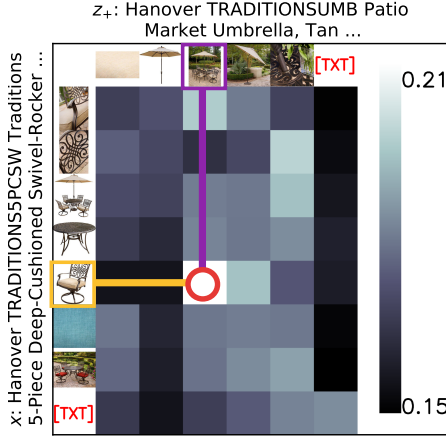 z₊: Hanover TRADITIONSUMB Patio
Market Umbrella, Tan ...
x: Hanover TRADITIONS5PCSW Traditions
5-Piece Deep-Cushioned Swivel-Rocker ...
[TXT]
[TXT]
0.21
0.15